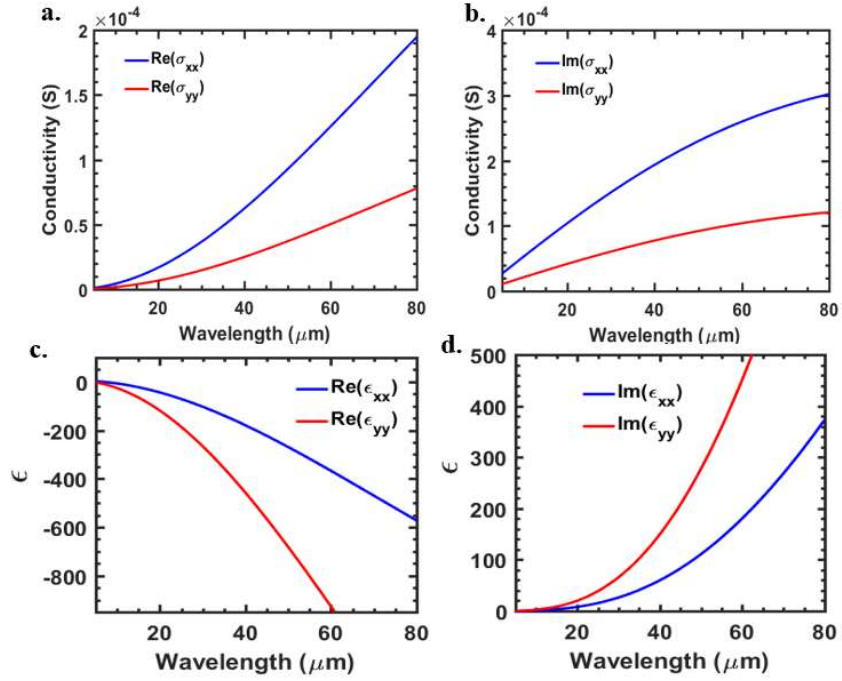 a.
×10⁻⁴
2
1.5
1
0.5
0
Conductivity (S)
Re(σxx)
Re(σyy)
20
40
60
80
Wavelength (μm)
b.
×10⁻⁴
4
3
2
1
0
Conductivity (S)
Im(σxx)
Im(σyy)
20
40
60
80
Wavelength (μm)
c.
0
-200
-400
-600
-800
ϵ
Re(ϵxx)
Re(ϵyy)
20
40
60
80
Wavelength (μm)
d.
500
400
300
200
100
0
ϵ
Im(ϵxx)
Im(ϵyy)
20
40
60
80
Wavelength (μm)